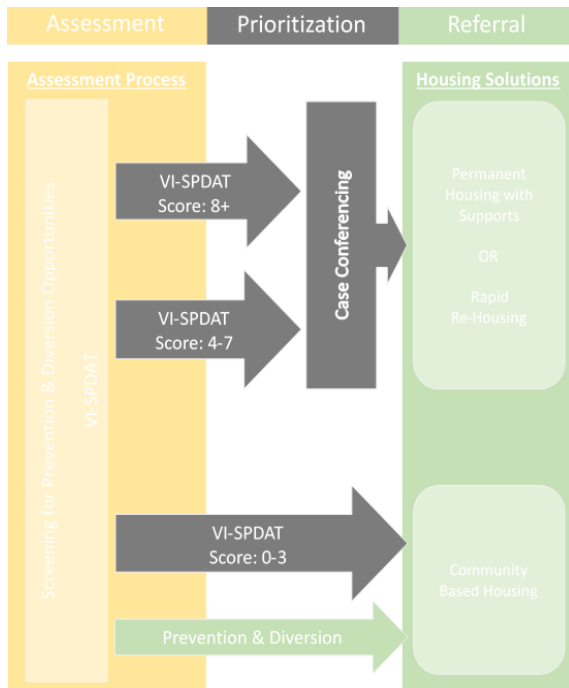 Assessment
Prioritization
Referral
Assessment Process
Housing Solutions
Screening for Prevention & Diversion Opportunities
VI-SPDAT
VI-SPDAT
Score: 8+
VI-SPDAT
Score: 4-7
Case Conferencing
Permanent
Housing with
Supports
OR
Rapid
Re-Housing
VI-SPDAT
Score: 0-3
Prevention & Diversion
Community
Based Housing